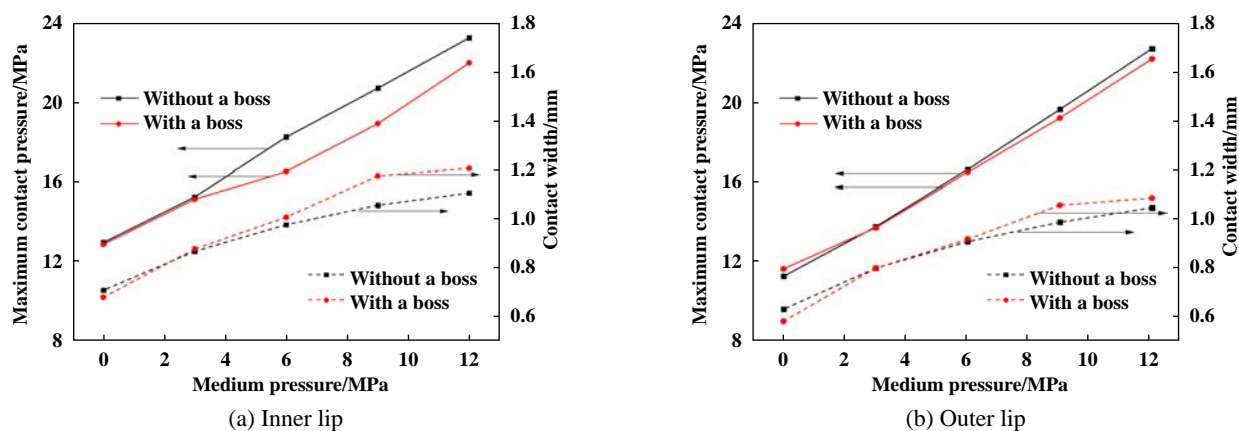 24
20
16
12
8
Maximum contact pressure/MPa
Without a boss
With a boss
Without a boss
With a boss
1.8
1.6
1.4
1.2
1.0
0.8
0.6
Contact width/mm
0 2 4 6 8 10 12
Medium pressure/MPa
(a) Inner lip
24
20
16
12
8
Maximum contact pressure/MPa
Without a boss
With a boss
Without a boss
With a boss
1.8
1.6
1.4
1.2
1.0
0.8
0.6
Contact width/mm
0 2 4 6 8 10 12
Medium pressure/MPa
(b) Outer lip